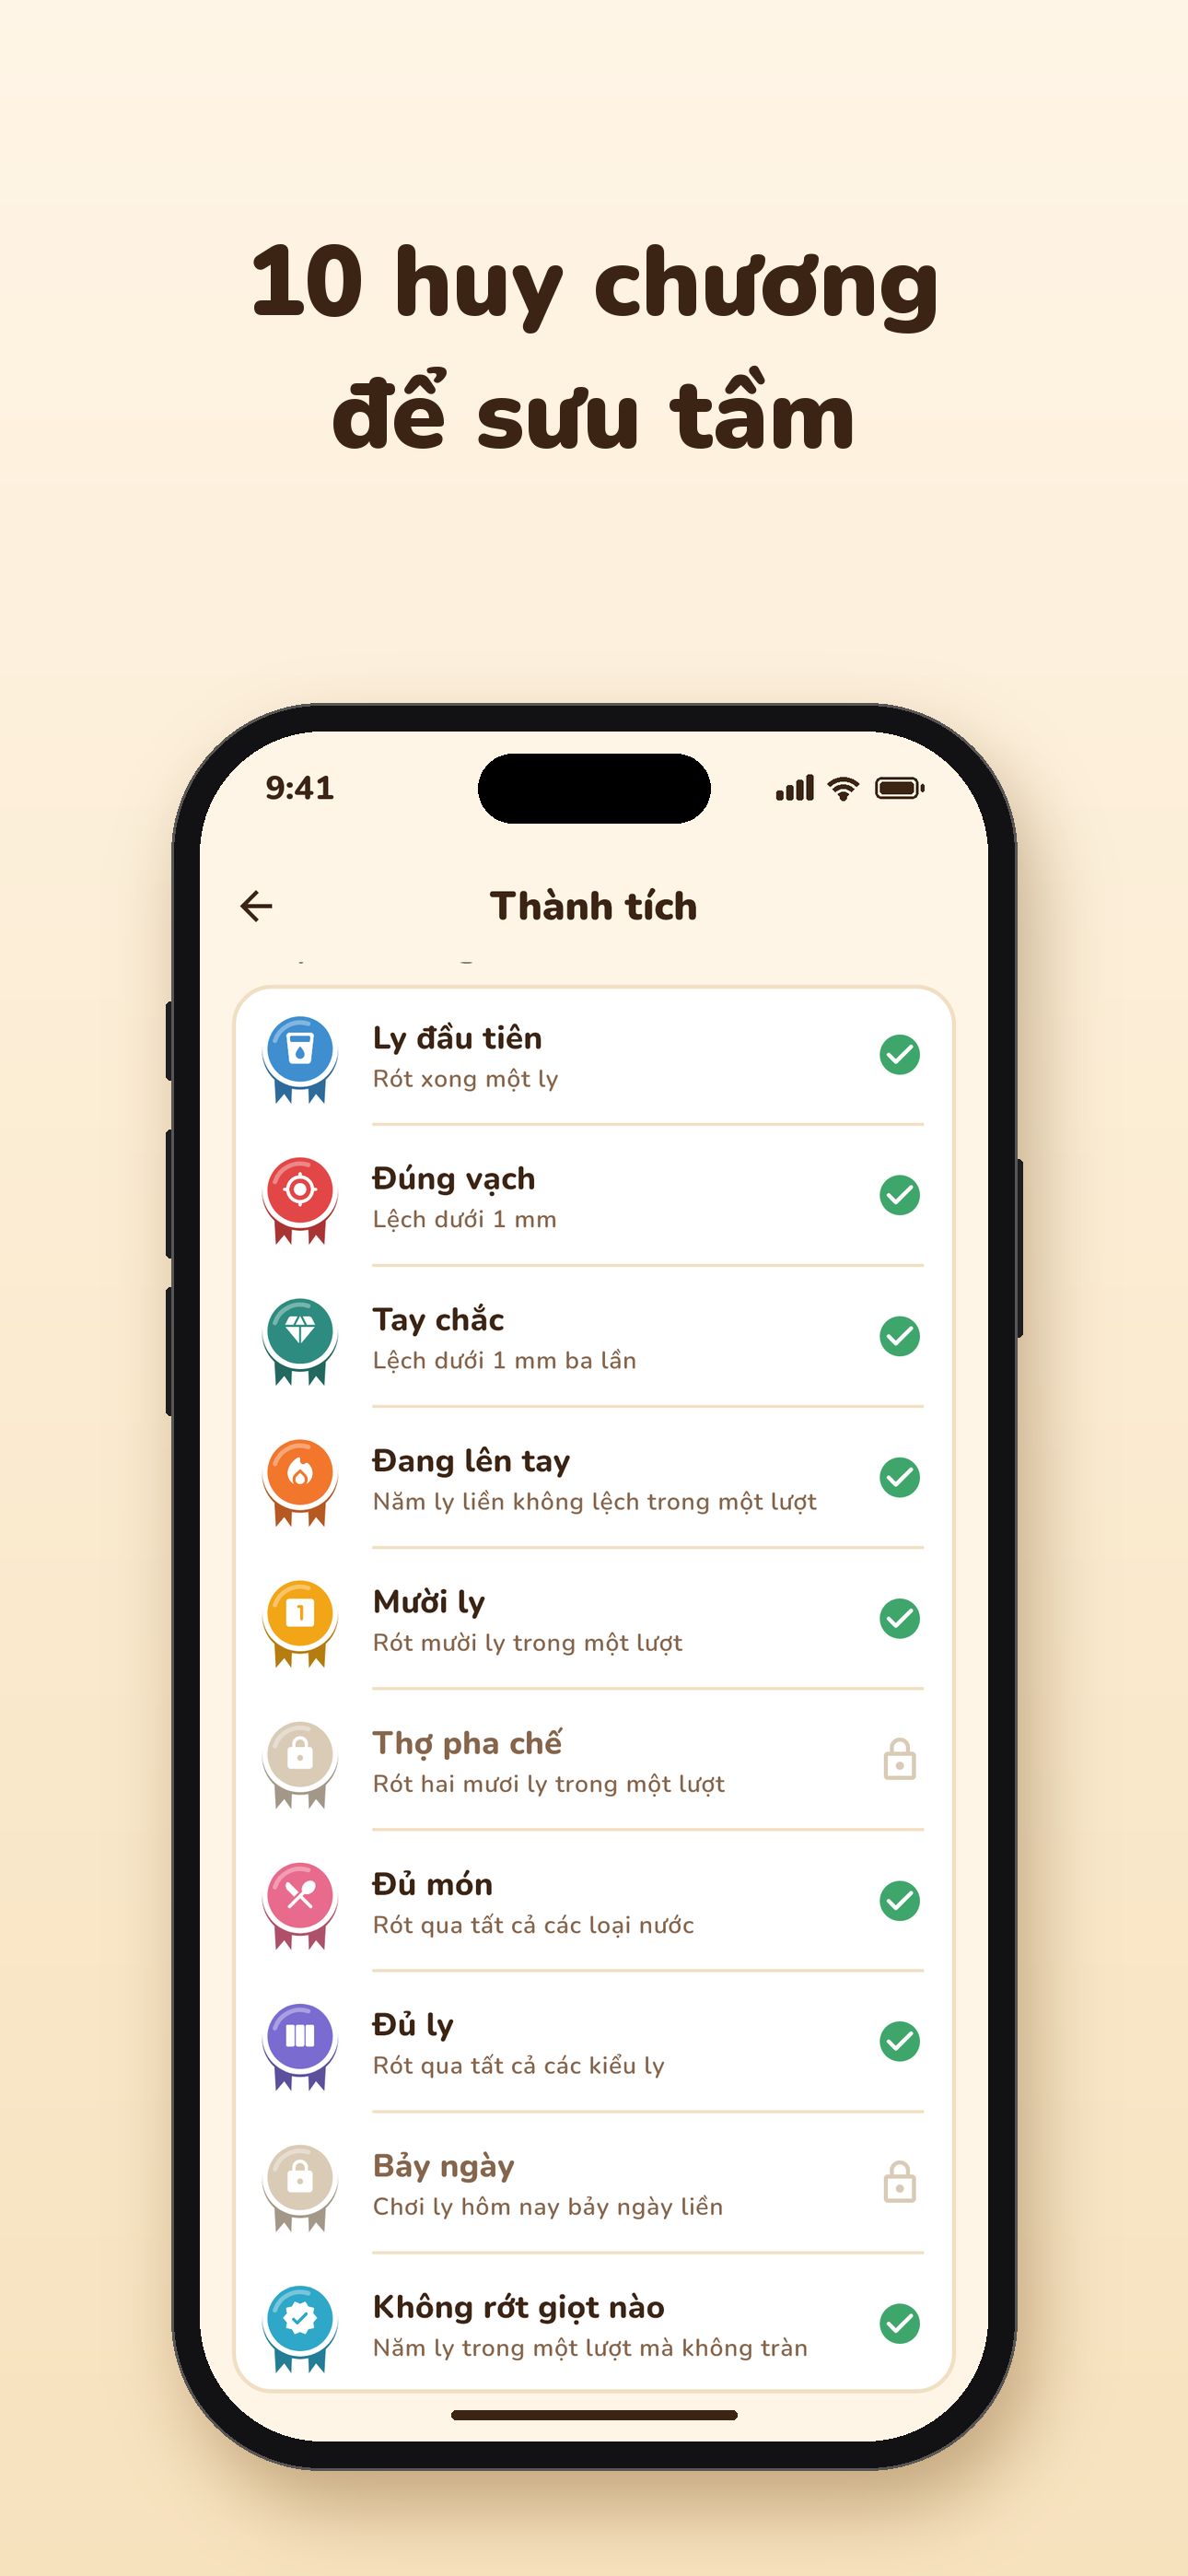 10 huy chương
để sưu tầm
9:41
Thành tích
Ly đầu tiên
Rót xong một ly
Đúng vạch
Lệch dưới 1 mm
Tay chắc
Lệch dưới 1 mm ba lần
Đang lên tay
Năm ly liền không lệch trong một lượt
1
Mười ly
Rót mười ly trong một lượt
Thợ pha chế
Rót hai mươi ly trong một lượt
Đủ món
Rót qua tất cả các loại nước
Đủ ly
Rót qua tất cả các kiểu ly
Bảy ngày
Chơi ly hôm nay bảy ngày liền
Không rớt giọt nào
Năm ly trong một lượt mà không tràn